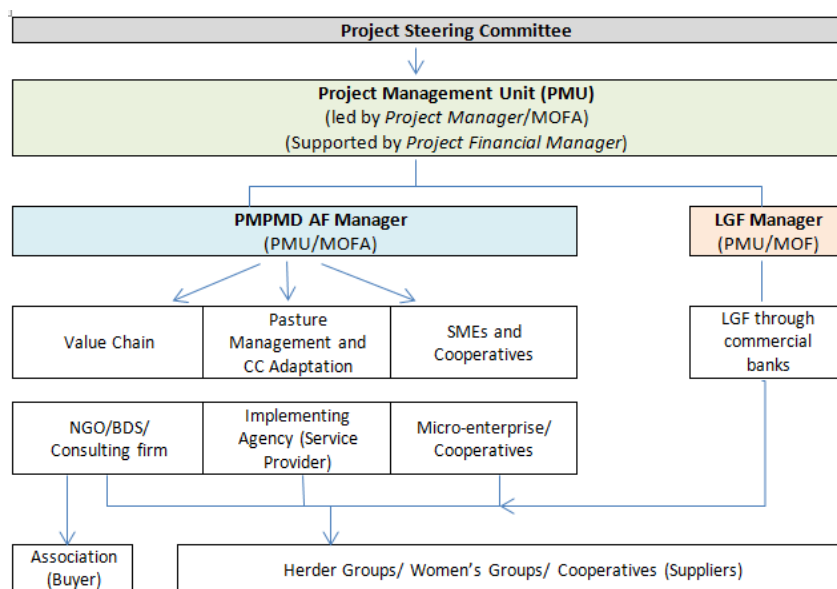 Project Steering Committee
Project Management Unit (PMU)
(led by Project Manager/MOFA)
(Supported by Project Financial Manager)
PMPMD AF Manager
(PMU/MOFA)
LGF Manager
(PMU/MOF)
Value Chain
Pasture
Management and
CC Adaptation
SMEs and
Cooperatives
LGF through
commercial
banks
NGO/BDS/
Consulting firm
Implementing
Agency (Service
Provider)
Micro-enterprise/
Cooperatives
Association
(Buyer)
Herder Groups/ Women's Groups/ Cooperatives (Suppliers)